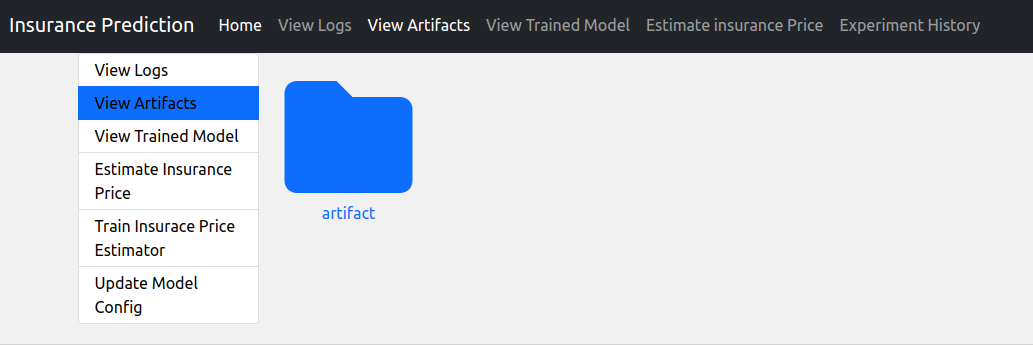 Insurance Prediction Home View Logs View Artifacts View Trained Model Estimate insurance Price Experiment History
View Logs
View Artifacts
View Trained Model
Estimate Insurance
Price
Train Insurace Price
Estimator
Update Model
Config
artifact